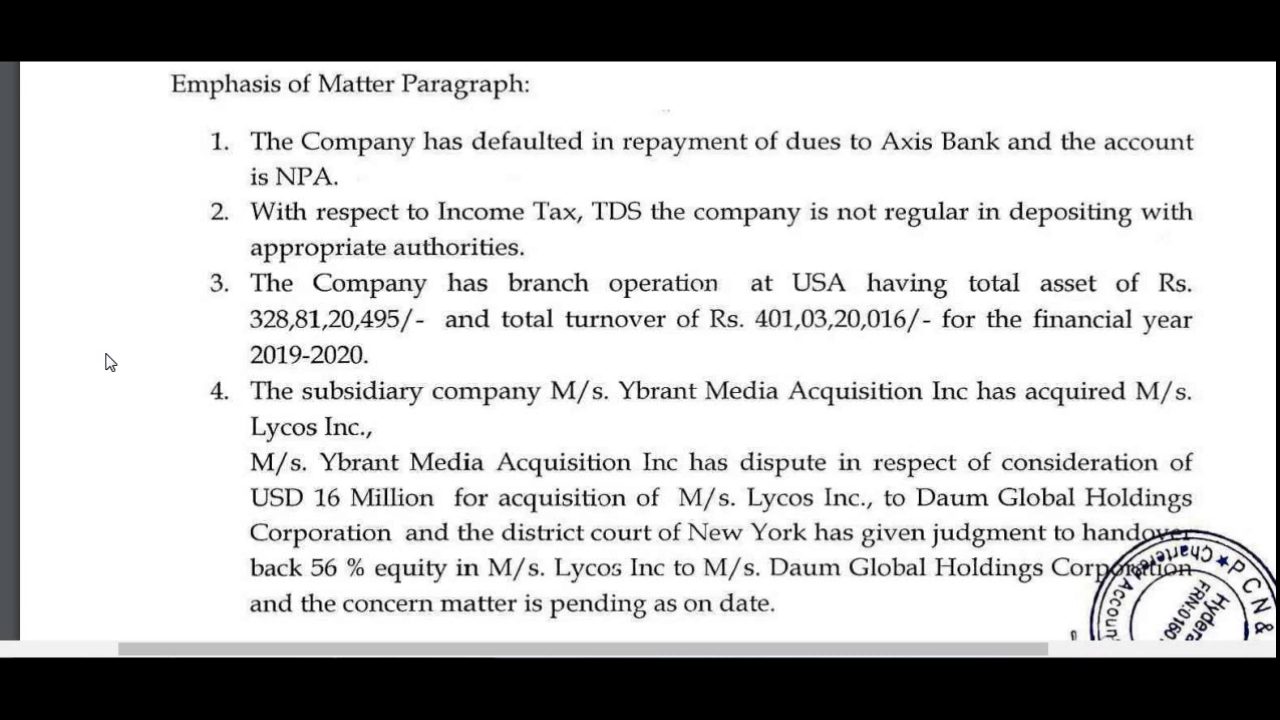 Emphasis of Matter Paragraph:
1. The Company has defaulted in repayment of dues to Axis Bank and the account
is NPA.
2. With respect to Income Tax, TDS the company is not regular in depositing with
appropriate authorities.
3. The Company has branch operation at USA having total asset of Rs.
328,81,20,495/- and total turnover of Rs. 401,03,20,016/- for the financial year
2019-2020.
4. The subsidiary company M/s. Ybrant Media Acquisition Inc has acquired M/s.
Lycos Inc.,
M/s. Ybrant Media Acquisition Inc has dispute in respect of consideration of
USD 16 Million for acquisition of M/s. Lycos Inc., to Daum Global Holdings
Corporation and the district court of New York has given judgment to handover
back 56 % equity in M/s. Lycos Inc to M/s. Daum Global Holdings Corporation
and the concern matter is pending as on date.
★ P C N &
Chartered